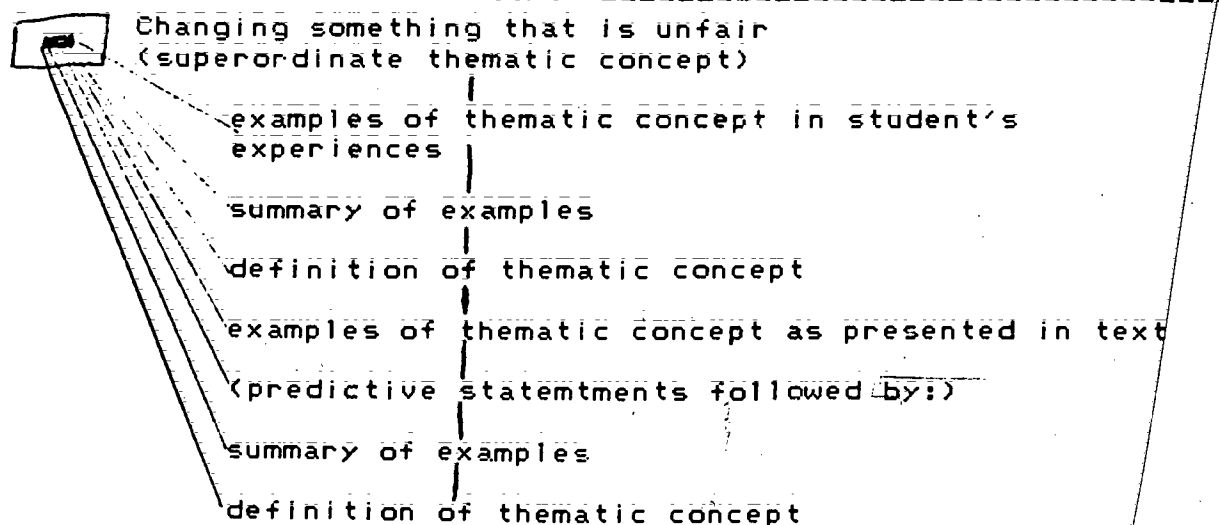 Changing something that is unfair
(superordinate thematic concept)
examples of thematic concept in student's
experiences
summary of examples
definition of thematic concept
examples of thematic concept as presented in text
(predictive statemtments followed by:)
summary of examples
definition of thematic concept